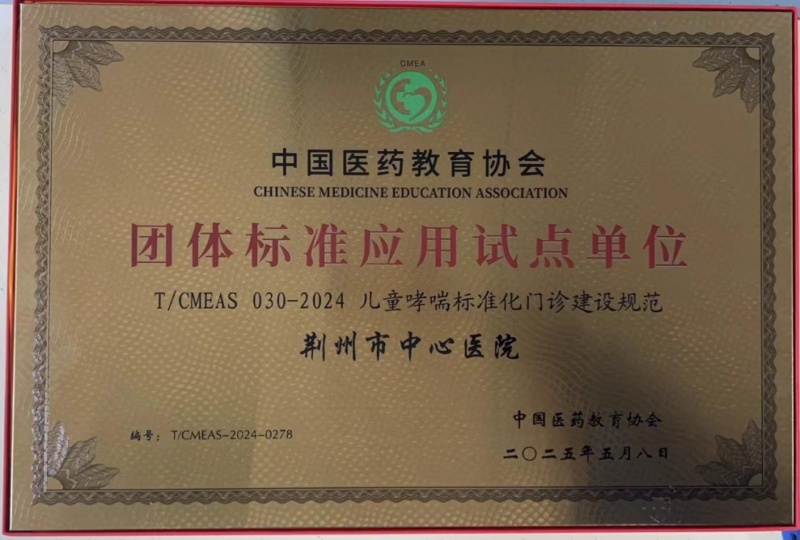 CMEA
中国医药教育协会
CHINESE MEDICINE EDUCATION ASSOCIATION
团体标准应用试点单位
T/CMEAS 030-2024 儿童哮喘标准化门诊建设规范
荆州市中心医院
编号：T/CMEAS-2024-0278
中国医药教育协会
二〇二五年五月八日